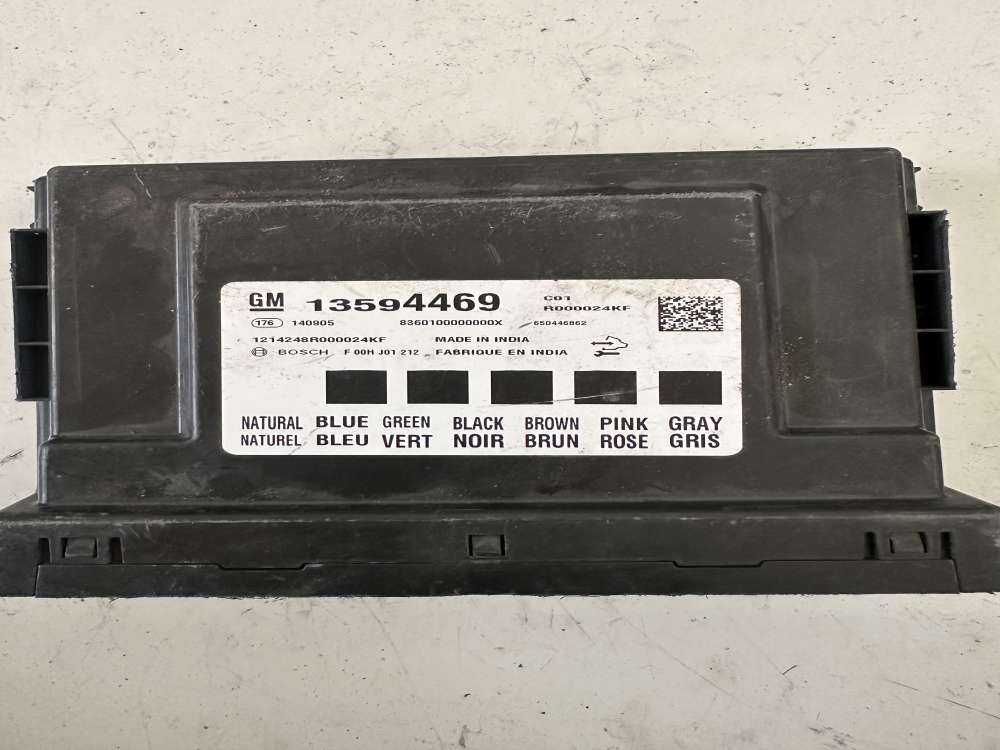 GM 13594469 C01
R000024KF
176 140905 8360100000000X 650446862
1214248R000024KF MADE IN INDIA
BOSCH F 00H J01 212 FABRIQUE EN INDIA
NATURAL BLUE GREEN BLACK BROWN PINK GRAY
NATUREL BLEU VERT NOIR BRUN ROSE GRIS